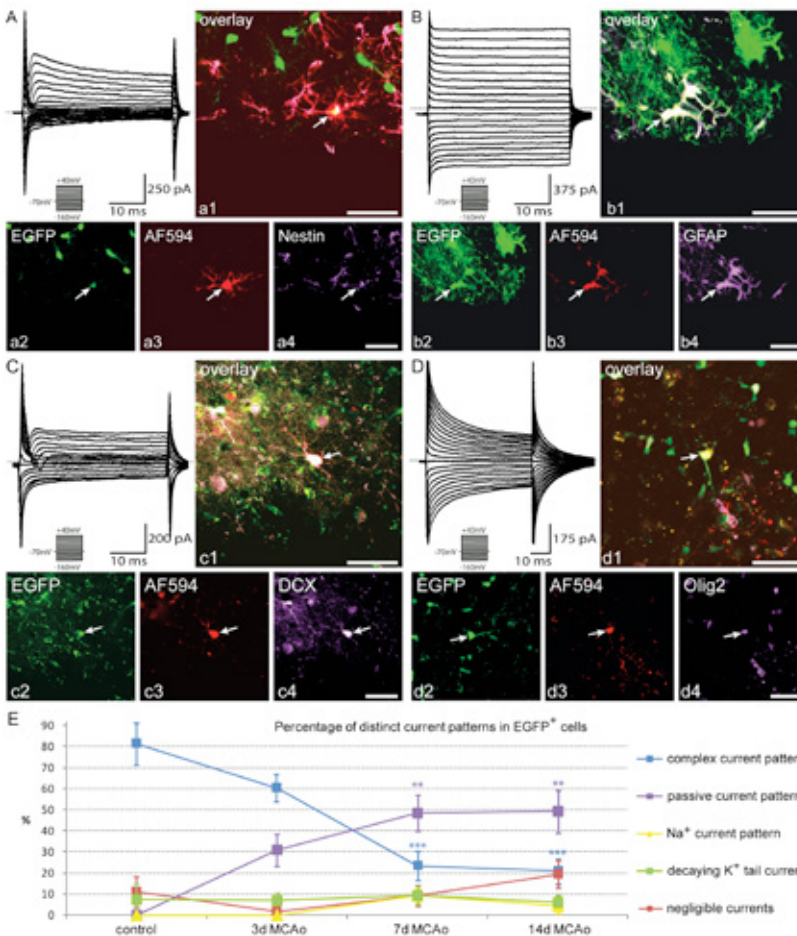 A
overlay
+40mV
-70mV
-160mV
10 ms
250 pA
a1
B
overlay
+40mV
-70mV
-160mV
10 ms
375 pA
b1
EGFP
a2
AF594
a3
Nestin
a4
EGFP
b2
AF594
b3
GFAP
b4
C
overlay
+40mV
-70mV
-160mV
10 ms
200 pA
c1
D
overlay
+40mV
-70mV
-160mV
10 ms
175 pA
d1
EGFP
c2
AF594
c3
DCX
c4
EGFP
d2
AF594
d3
Olig2
d4
E
Percentage of distinct current patterns in EGFP+ cells
90
80
70
60
50
40
30
20
10
0
%
** **
*** ***
control 3d MCAo 7d MCAo 14d MCAo
complex current pattern
passive current pattern
Na+ current pattern
decaying K+ tail current
negligible currents